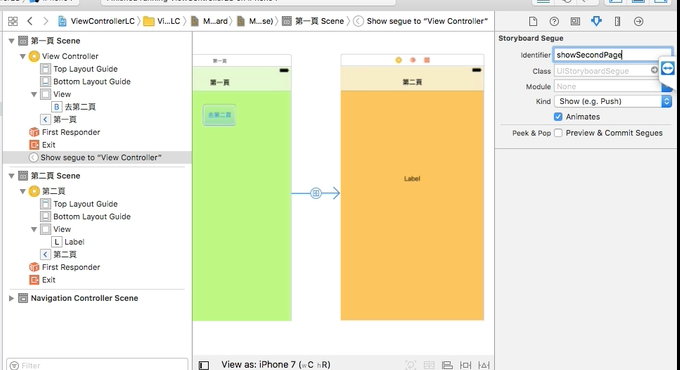 ViewControllerLC
Vi...LC
M...ard
M...se)
第一頁 Scene
Show segue to "View Controller"
第一頁 Scene
View Controller
Top Layout Guide
Bottom Layout Guide
View
B 去第二頁
第一頁
First Responder
Exit
Show segue to "View Controller"
第二頁 Scene
第二頁
Top Layout Guide
Bottom Layout Guide
View
L Label
第二頁
First Responder
Exit
Navigation Controller Scene
Filter
第一頁
第一頁
去第二頁
第二頁
Label
View as: iPhone 7 (wC hR)
Storyboard Segue
Identifier showSecondPage
Class UIStoryboardSegue
Module None
Kind Show (e.g. Push)
Animates
Peek & Pop Preview & Commit Segues